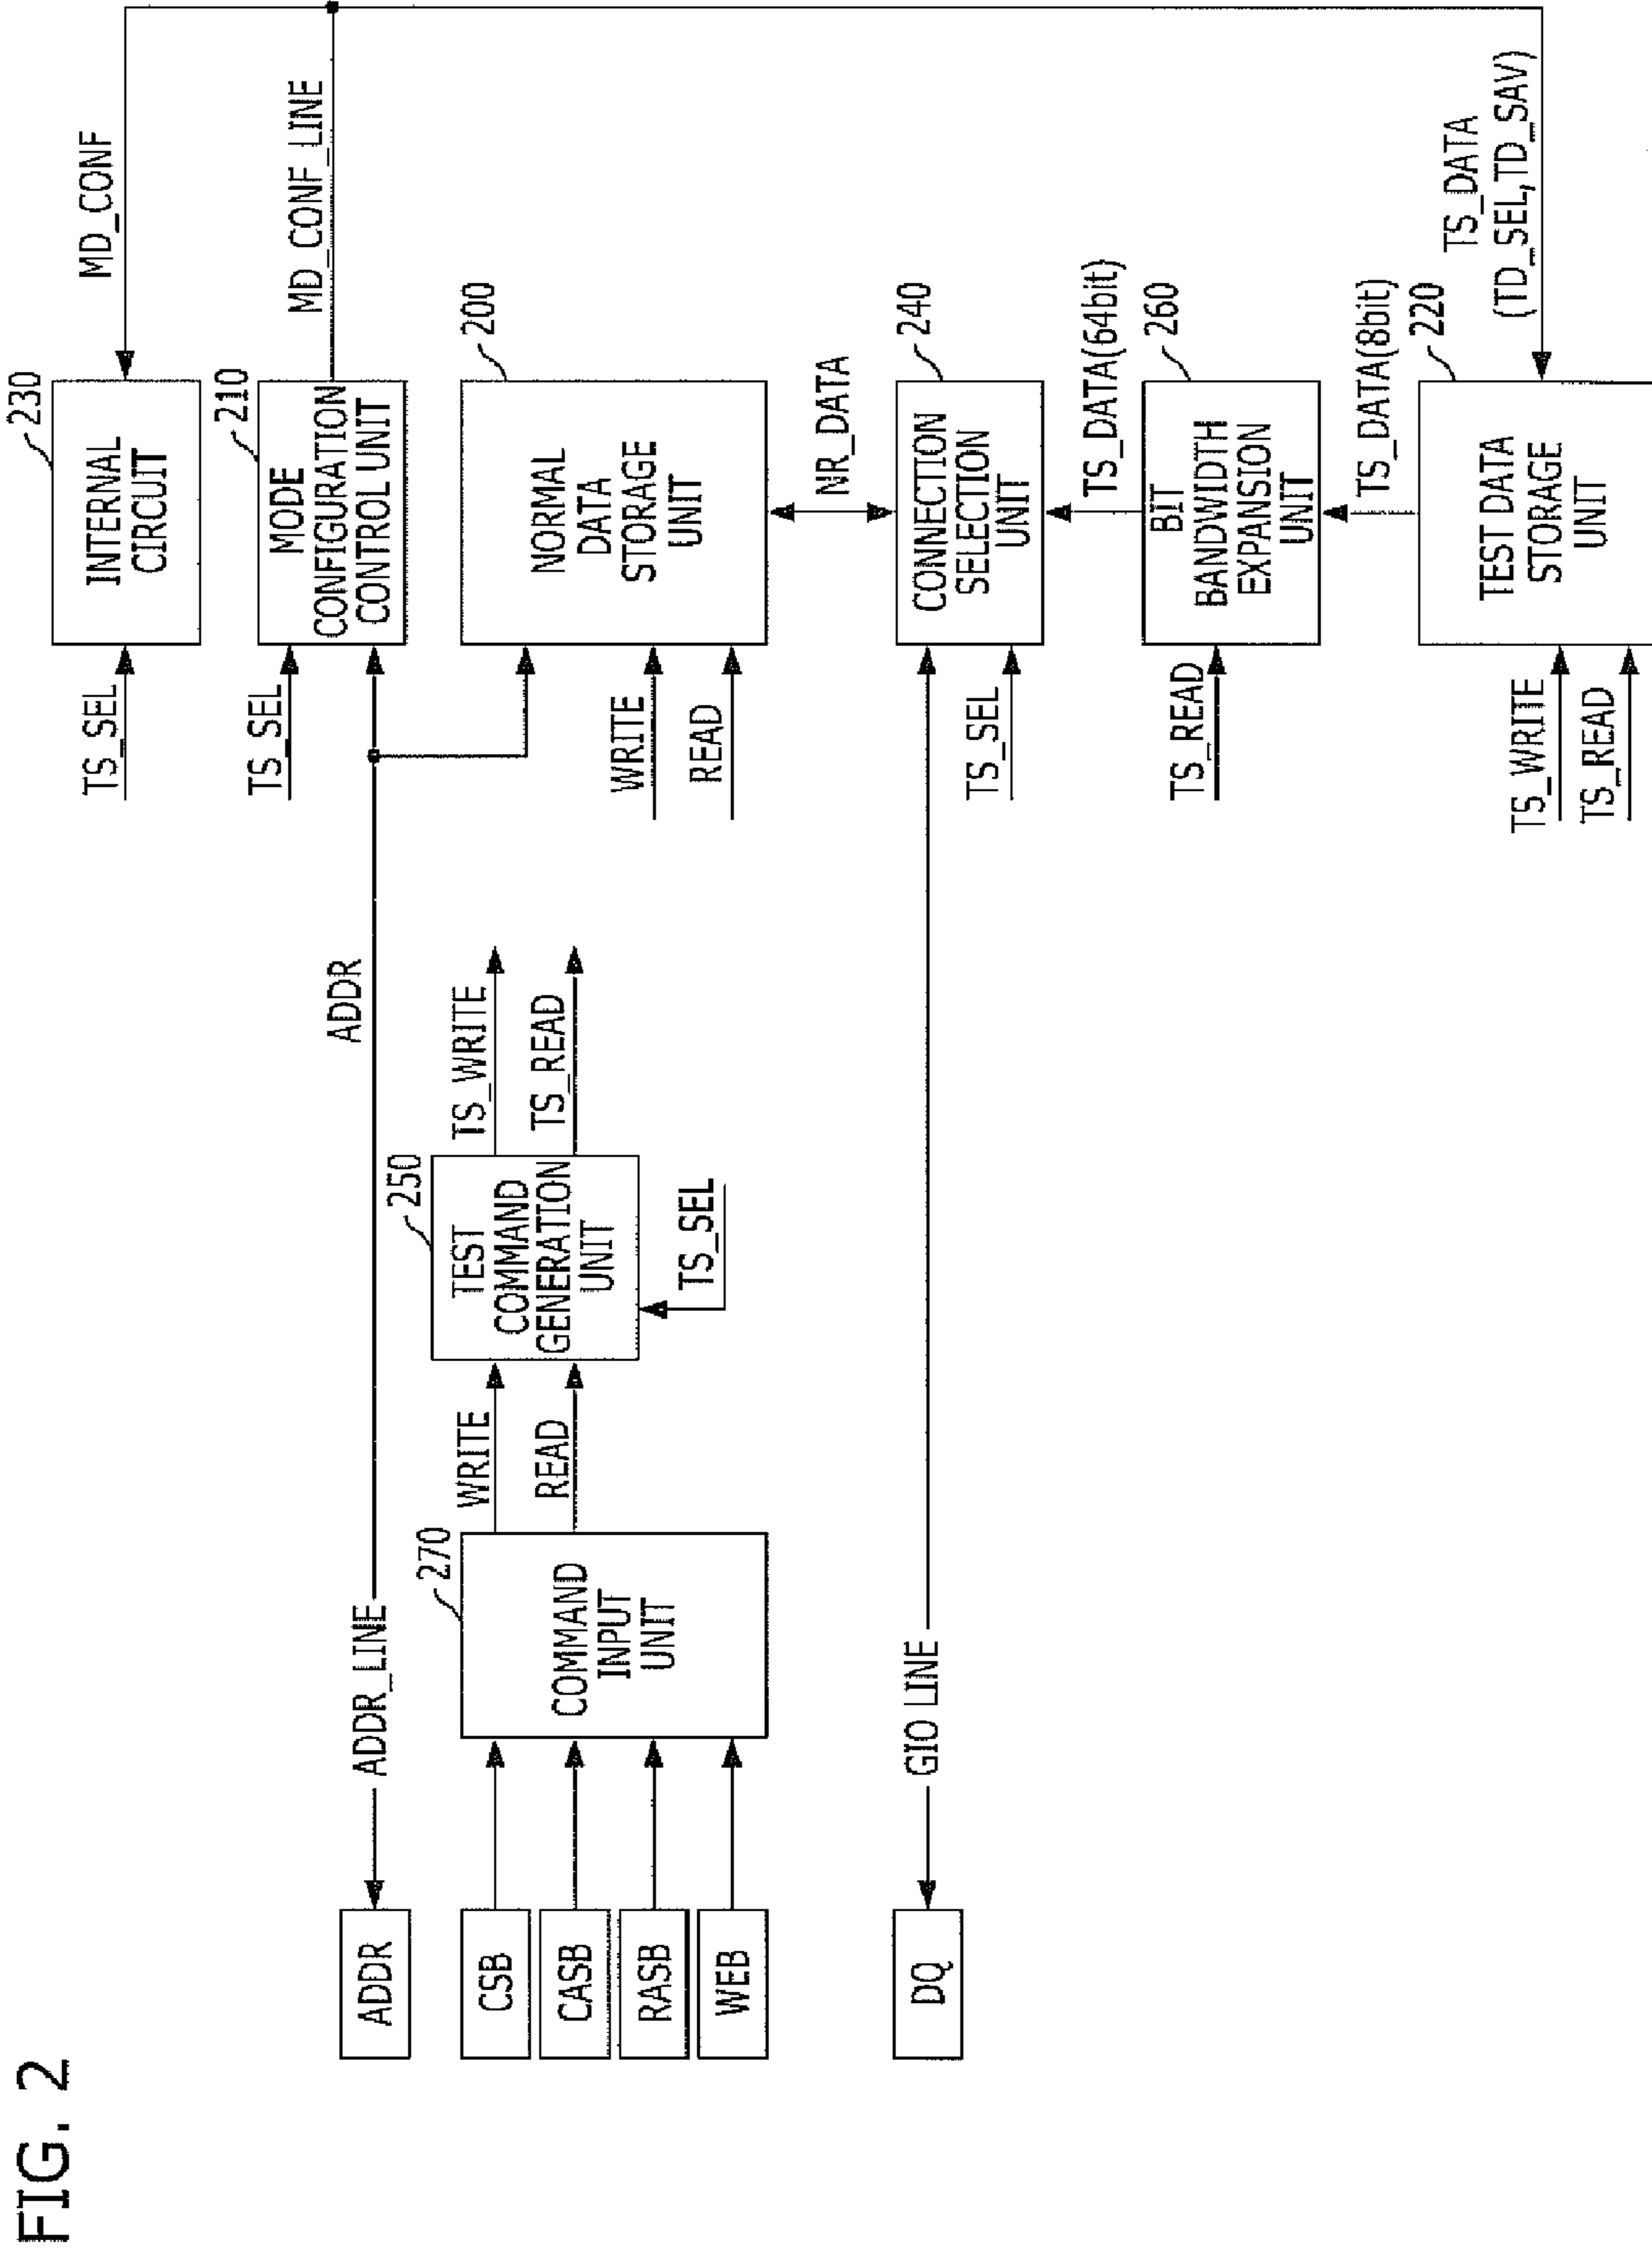 FIG. 2
ADDR
CSB
CASB
RASB
WEB
DQ
ADDR_LINE
ADDR
GIO LINE
270
COMMAND
INPUT
UNIT
WRITE
READ
250
TEST
COMMAND
GENERATION
UNIT
TS_SEL
TS_WRITE
TS_READ
TS_SEL
230
INTERNAL
CIRCUIT
MD_CONF
TS_SEL
210
MODE
CONFIGURATION
CONTROL UNIT
MD_CONF_LINE
WRITE
READ
200
NORMAL
DATA
STORAGE
UNIT
NR_DATA
TS_SEL
240
CONNECTION
SELECTION
UNIT
TS_DATA(64bit)
TS_READ
260
BIT
BANDWIDTH
EXPANSION
UNIT
TS_DATA(8bit)
TS_WRITE
TS_READ
220
TEST DATA
STORAGE
UNIT
TS_DATA
(TD_SEL,TD_SAV)